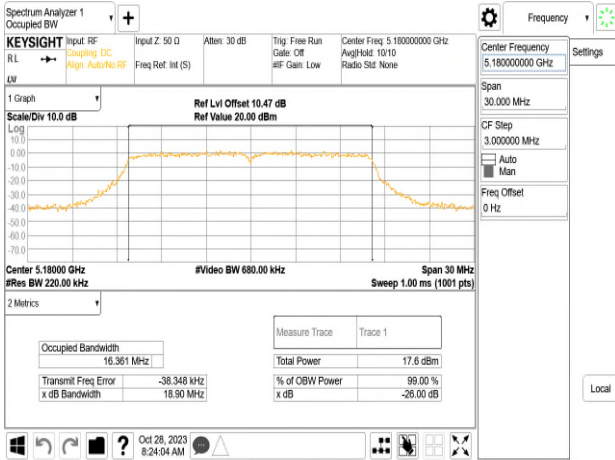 Spectrum Analyzer 1
Occupied BW
Frequency
KEYSIGHT
RL
Input: RF
Coupling: DC
Align: Auto/No RF
Input Z: 50 Ω
Freq Ref: Int (S)
Atten: 30 dB
Trig: Free Run
Gate: Off
#IF Gain: Low
Center Freq: 5.180000000 GHz
Avg|Hold: 10/10
Radio Std: None
Center Frequency
5.180000000 GHz
Settings
Span
30.000 MHz
CF Step
3.000000 MHz
Auto
Man
Freq Offset
0 Hz
1 Graph
Scale/Div 10.0 dB
Ref Lvl Offset 10.47 dB
Ref Value 20.00 dBm
Log
10.0
0.00
-10.0
-20.0
-30.0
-40.0
-50.0
-60.0
-70.0
Center 5.18000 GHz
#Video BW 680.00 kHz
Span 30 MHz
#Res BW 220.00 kHz
Sweep 1.00 ms (1001 pts)
2 Metrics
Measure Trace
Trace 1
Occupied Bandwidth
16.361 MHz
Total Power
17.6 dBm
Transmit Freq Error
-38.348 kHz
% of OBW Power
99.00 %
x dB Bandwidth
18.90 MHz
x dB
-26.00 dB
Local
Oct 28, 2023
8:24:04 AM